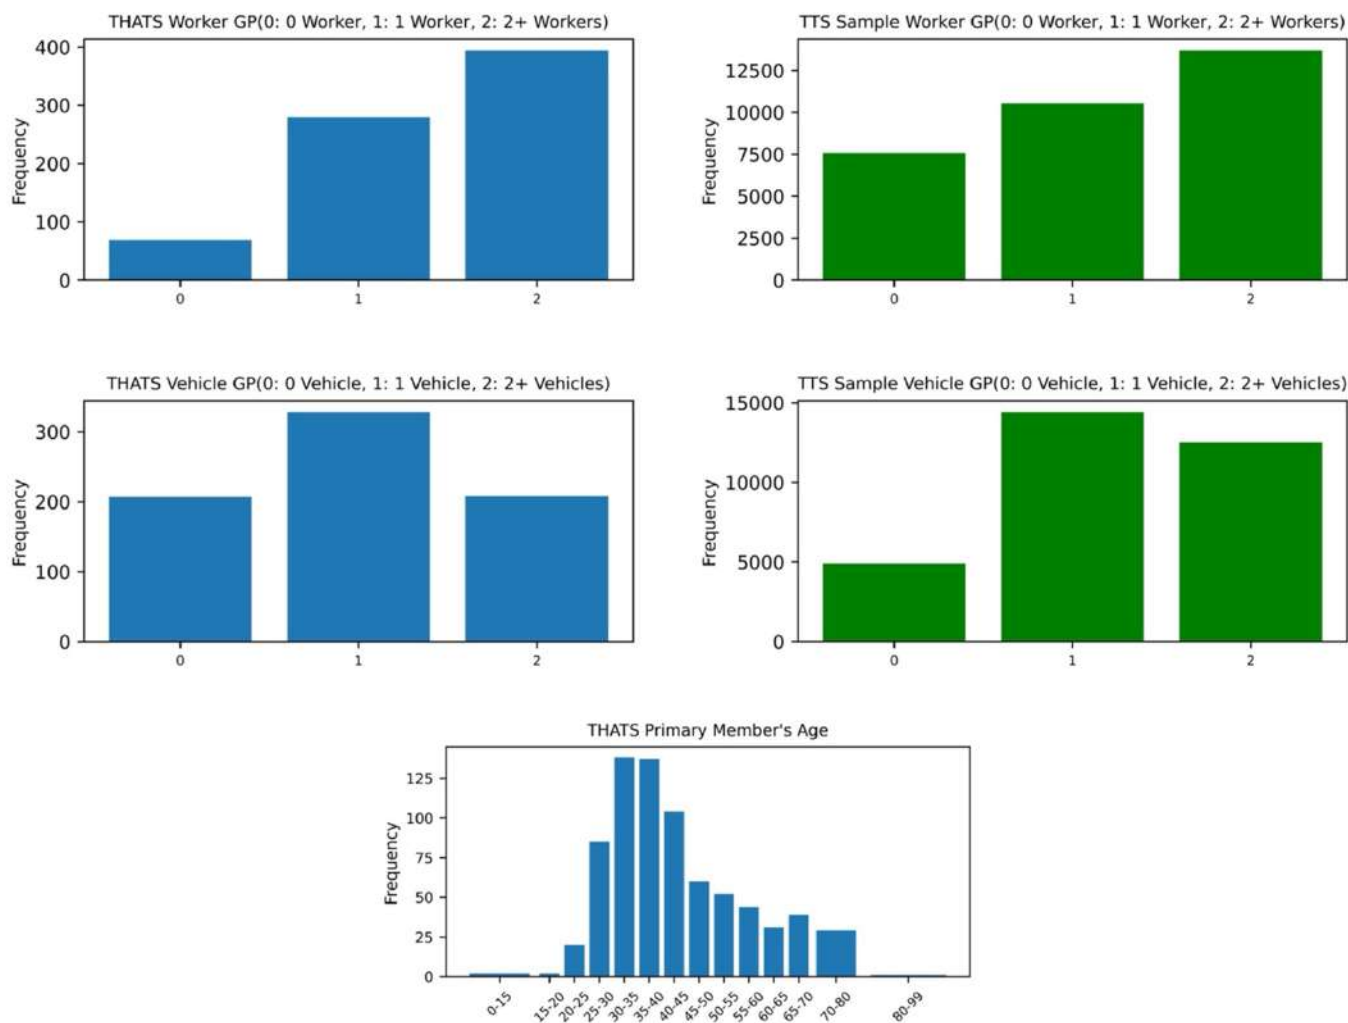 THATS Worker GP(0: 0 Worker, 1: 1 Worker, 2: 2+ Workers)
400
300
200
100
0
Frequency
0 1 2
TTS Sample Worker GP(0: 0 Worker, 1: 1 Worker, 2: 2+ Workers)
12500
10000
7500
5000
2500
0
Frequency
0 1 2
THATS Vehicle GP(0: 0 Vehicle, 1: 1 Vehicle, 2: 2+ Vehicles)
300
200
100
0
Frequency
0 1 2
TTS Sample Vehicle GP(0: 0 Vehicle, 1: 1 Vehicle, 2: 2+ Vehicles)
15000
10000
5000
0
Frequency
0 1 2
THATS Primary Member's Age
125
100
75
50
25
0
Frequency
0-15 15-20 20-25 25-30 30-35 35-40 40-45 45-50 50-55 55-60 60-65 65-70 70-80 80-99